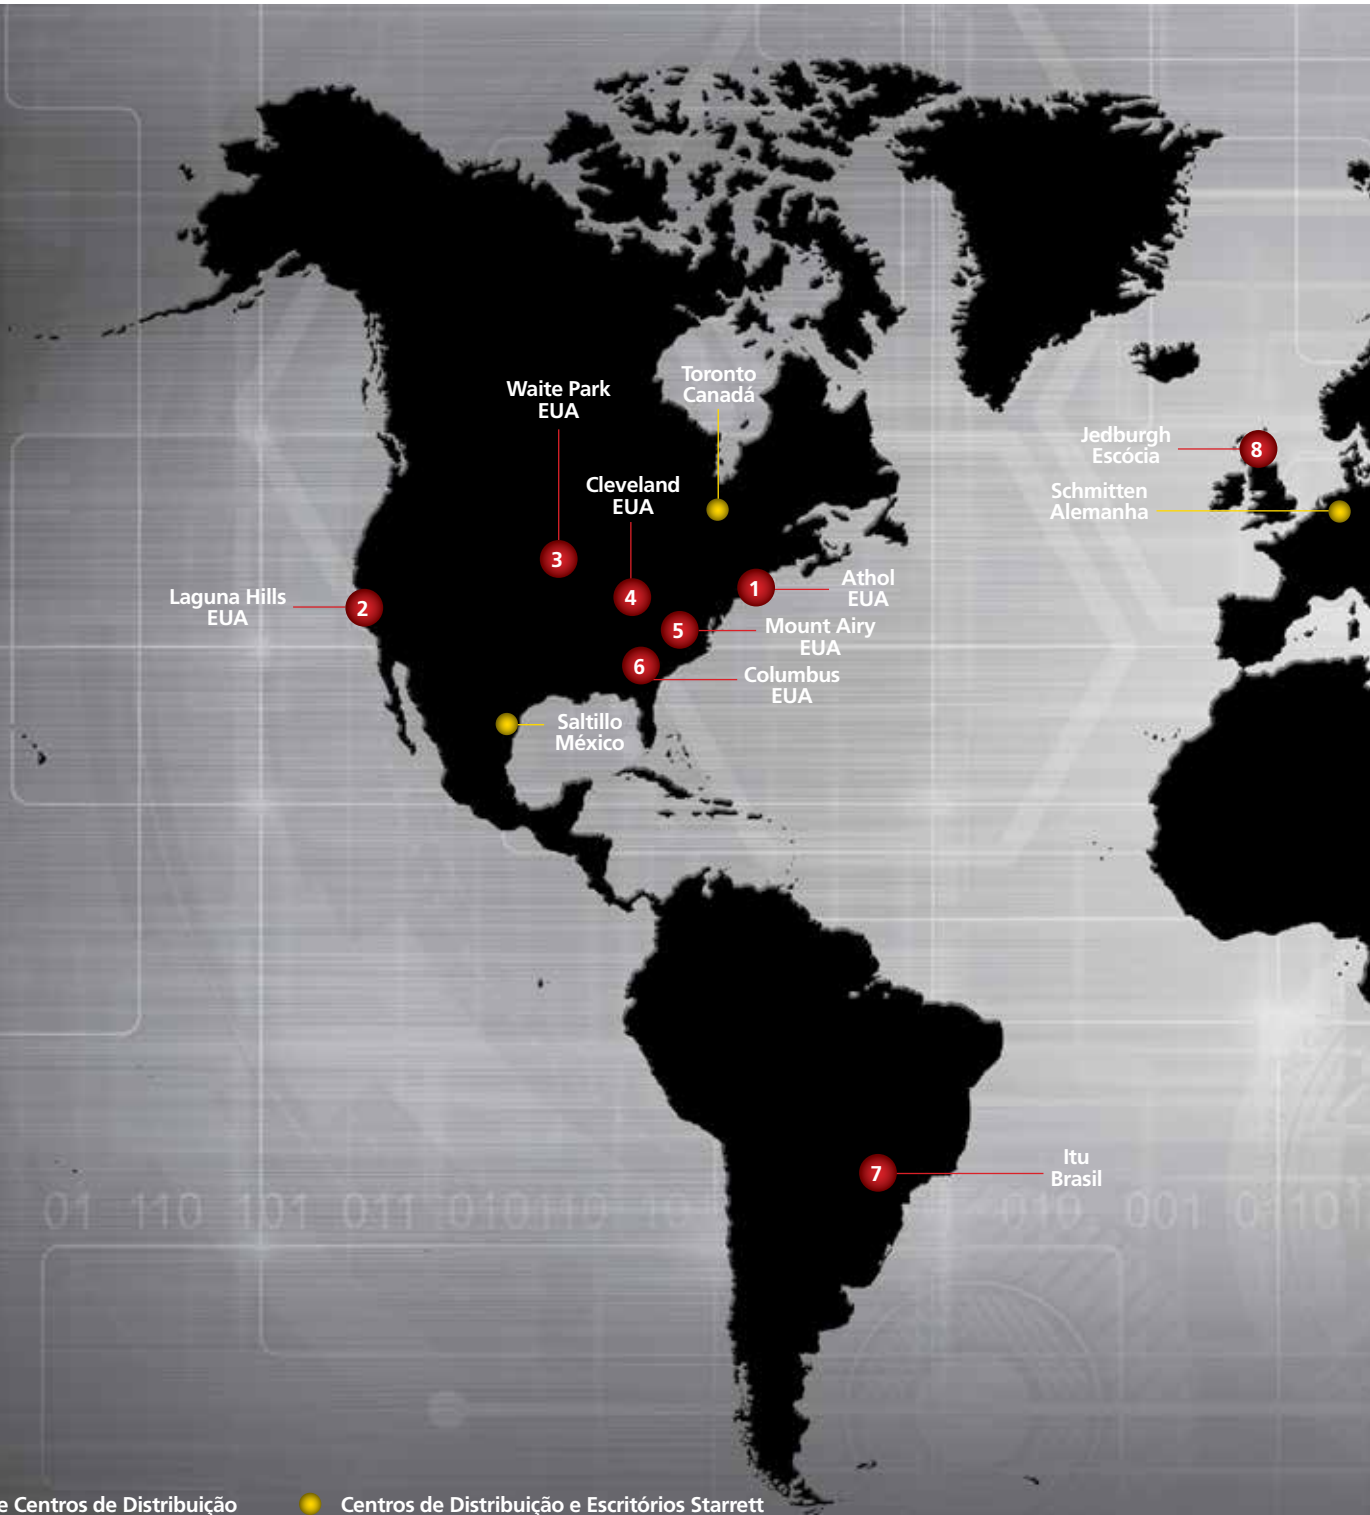 Toronto
Canadá
Waite Park
EUA
Jedburgh
Escócia
8
Cleveland
EUA
Schmitten
Alemanha
3
Laguna Hills
EUA
2
4
1
Athol
EUA
5
Mount Airy
EUA
6
Columbus
EUA
Saltillo
México
Itu
Brasil
7
01 110 101 011 010110 10
010 001 01101
e Centros de Distribuição
Centros de Distribuição e Escritórios Starrett